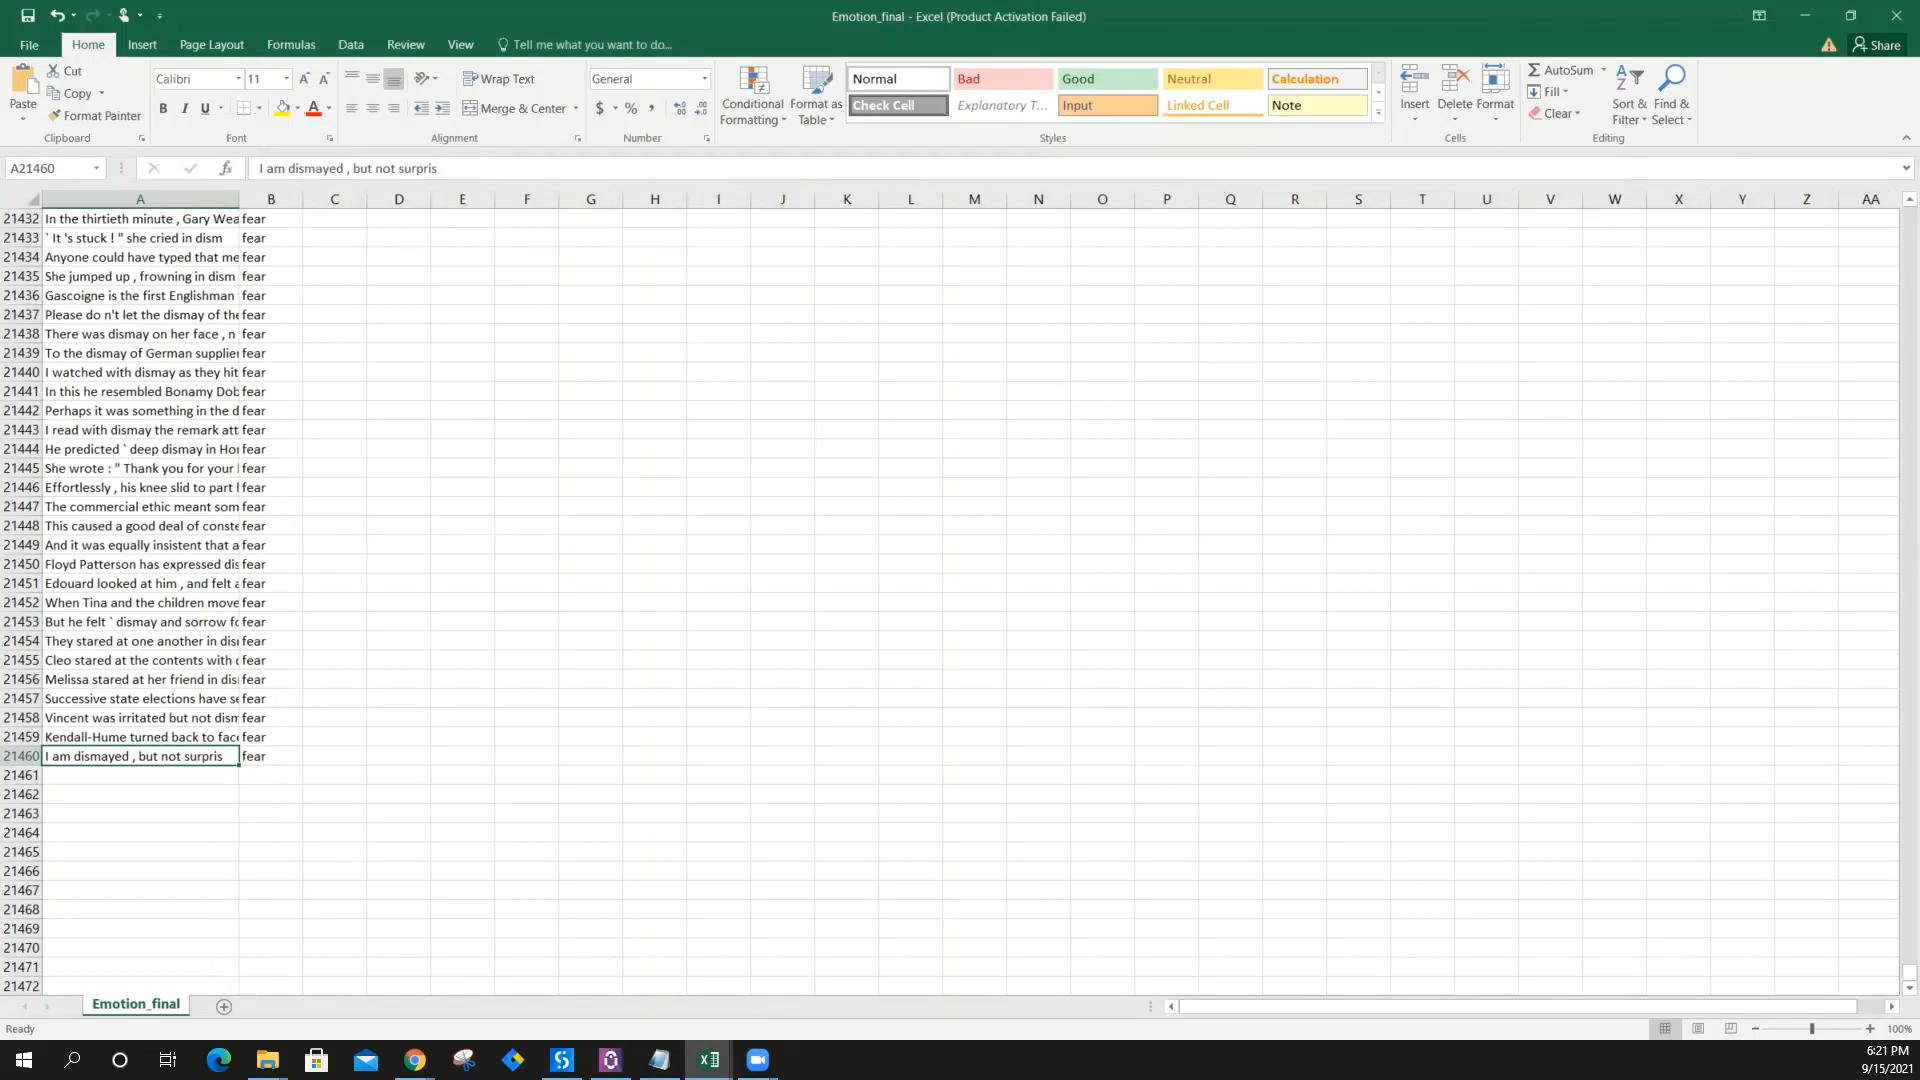 Emotion_final - Excel (Product Activation Failed)
File Home Insert Page Layout Formulas Data Review View Tell me what you want to do... Share
Cut
Copy
Format Painter
Paste
Calibri 11
Wrap Text
Merge & Center
General
Conditional Formatting
Format as Table
Normal Bad Good Neutral Calculation
Check Cell Explanatory T... Input Linked Cell Note
Insert Delete Format
AutoSum
Fill
Clear
Sort & Filter
Find & Select
Clipboard Font Alignment Number Styles Cells Editing
A21460 I am dismayed , but not surpris
A B C D E F G H I J K L M N O P Q R S T U V W X Y Z AA
21432 In the thirtieth minute , Gary Wea fear
21433 ` It 's stuck ! " she cried in dism fear
21434 Anyone could have typed that me fear
21435 She jumped up , frowning in dism fear
21436 Gascoigne is the first Englishman fear
21437 Please do n't let the dismay of the fear
21438 There was dismay on her face , n fear
21439 To the dismay of German supplier fear
21440 I watched with dismay as they hit fear
21441 In this he resembled Bonamy Dob fear
21442 Perhaps it was something in the d fear
21443 I read with dismay the remark att fear
21444 He predicted ` deep dismay in Hon fear
21445 She wrote : " Thank you for your fear
21446 Effortlessly , his knee slid to part fear
21447 The commercial ethic meant som fear
21448 This caused a good deal of conste fear
21449 And it was equally insistent that a fear
21450 Floyd Patterson has expressed dis fear
21451 Edouard looked at him , and felt a fear
21452 When Tina and the children move fear
21453 But he felt ` dismay and sorrow fo fear
21454 They stared at one another in disn fear
21455 Cleo stared at the contents with fear
21456 Melissa stared at her friend in dis fear
21457 Successive state elections have se fear
21458 Vincent was irritated but not dism fear
21459 Kendall-Hume turned back to face fear
21460 I am dismayed , but not surpris fear
21461
21462
21463
21464
21465
21466
21467
21468
21469
21470
21471
21472
Emotion_final
Ready 100%
6:21 PM
9/15/2021